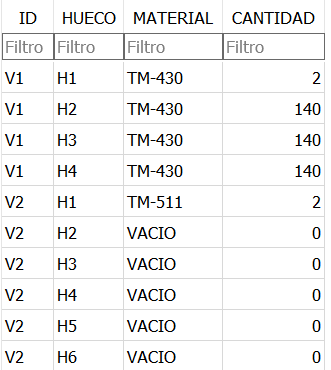 ID HUECO MATERIAL CANTIDAD
Filtro Filtro Filtro Filtro
V1 H1 TM-430 2
V1 H2 TM-430 140
V1 H3 TM-430 140
V1 H4 TM-430 140
V2 H1 TM-511 2
V2 H2 VACIO 0
V2 H3 VACIO 0
V2 H4 VACIO 0
V2 H5 VACIO 0
V2 H6 VACIO 0